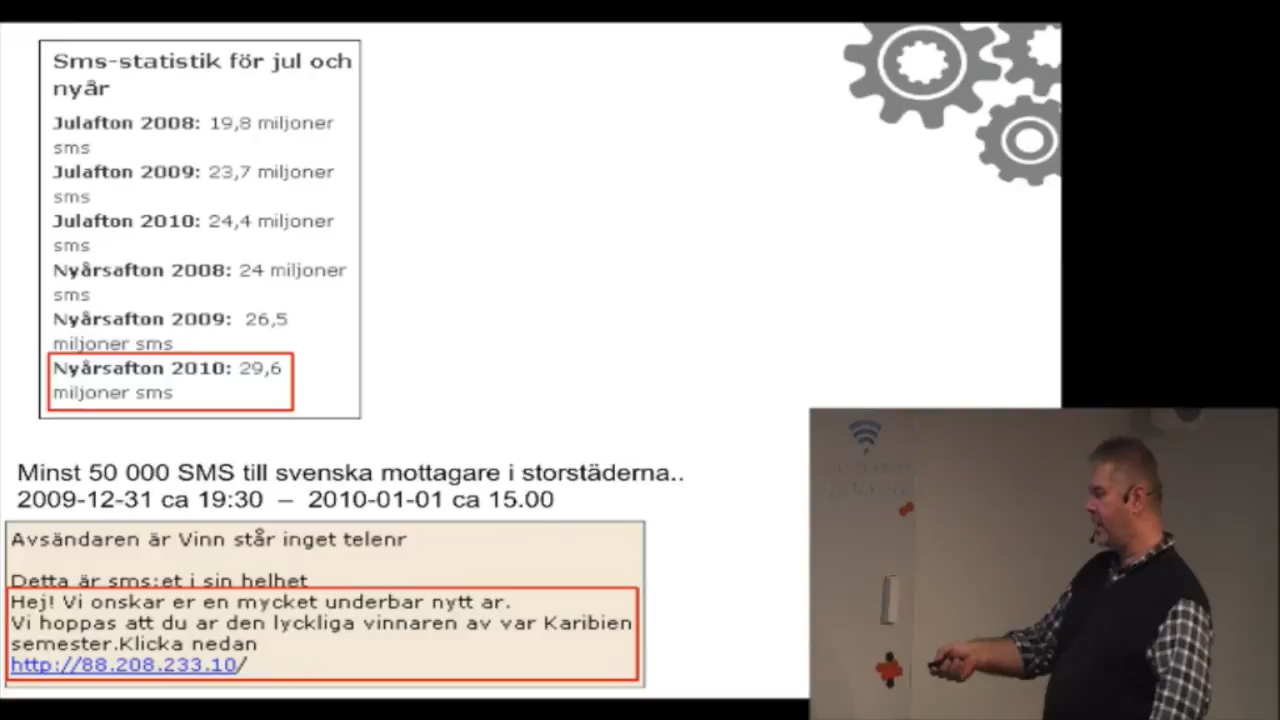 Sms-statistik för jul och
nyår
Julafton 2008: 19,8 miljoner
sms
Julafton 2009: 23,7 miljoner
sms
Julafton 2010: 24,4 miljoner
sms
Nyårsafton 2008: 24 miljoner
sms
Nyårsafton 2009: 26,5
miljoner sms
Nyårsafton 2010: 29,6
miljoner sms
Minst 50 000 SMS till svenska mottagare i storstäderna..
2009-12-31 ca 19:30 – 2010-01-01 ca 15.00
Avsändaren är Vinn står inget telenr
Detta är sms:et i sin helhet
Hej! Vi onskar er en mycket underbar nytt ar.
Vi hoppas att du ar den lyckliga vinnaren av var Karibien
semester.Klicka nedan
http://88.208.233.10/